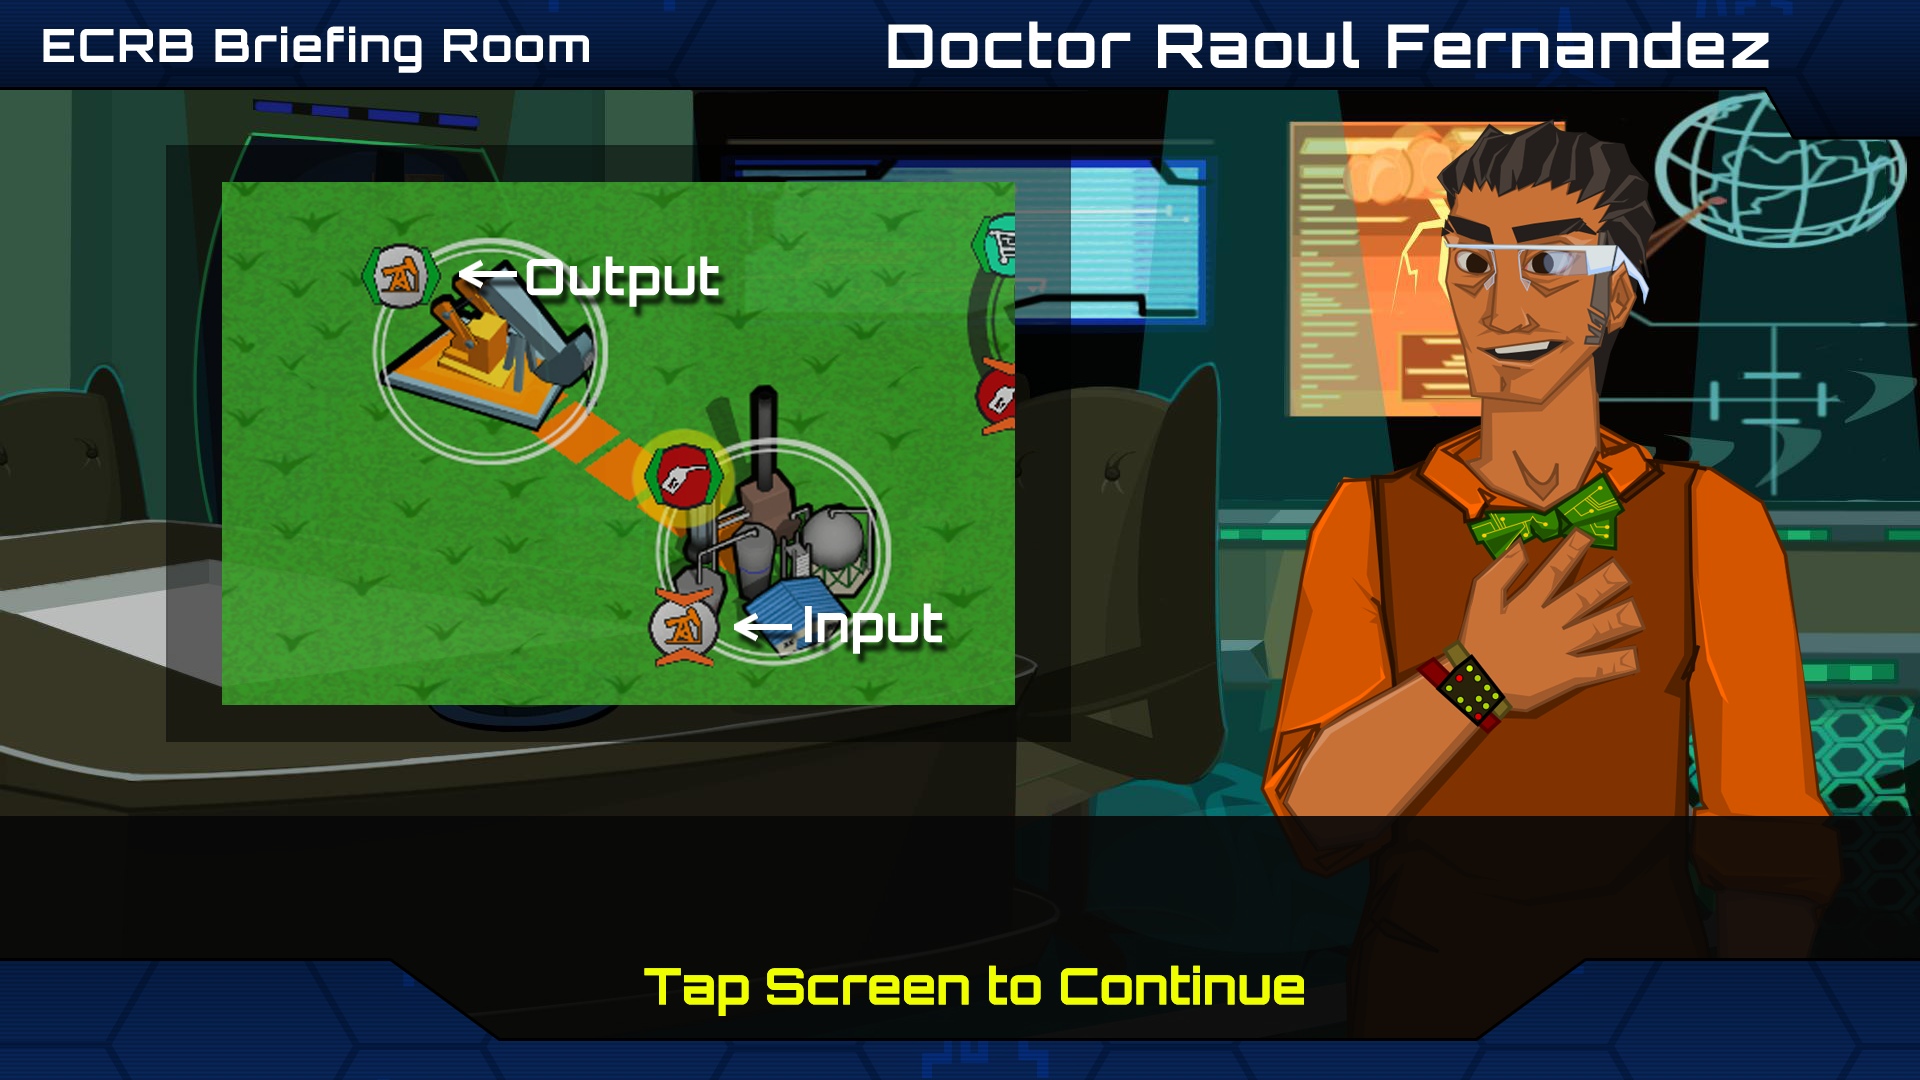 ECRB Briefing Room
Doctor Raoul Fernandez
Output
Input
Tap Screen to Continue